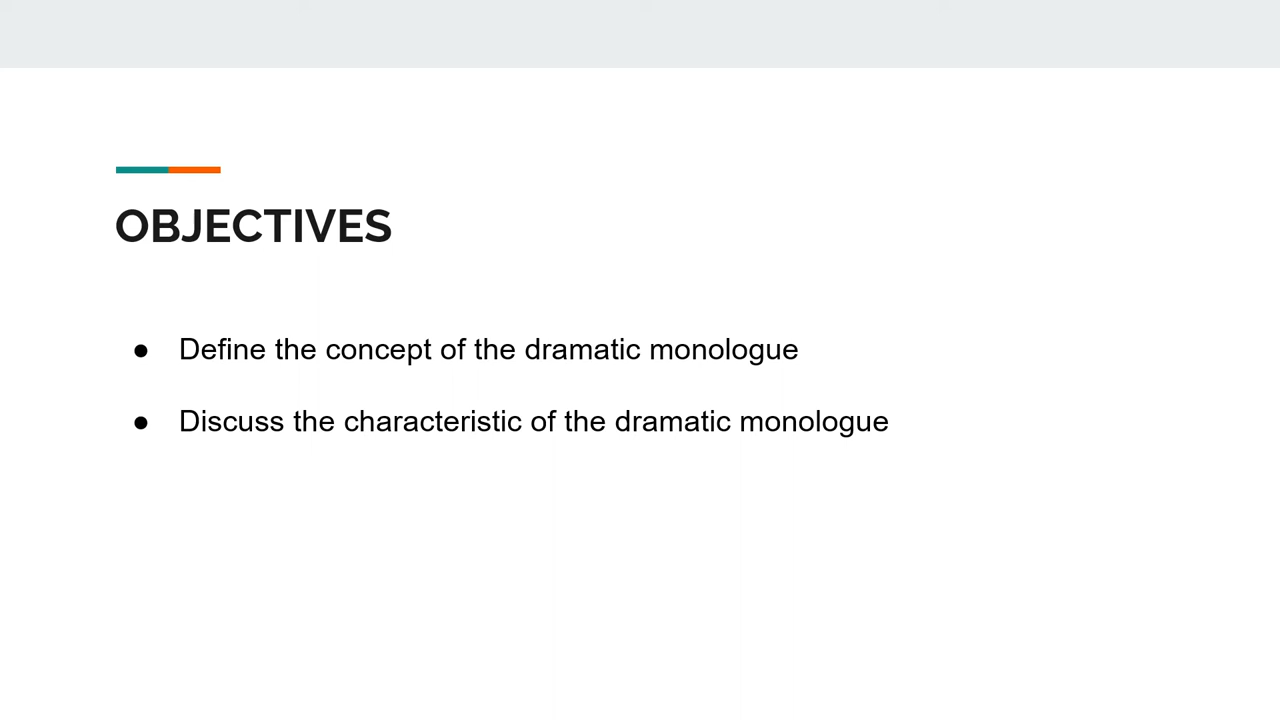 OBJECTIVES
● Define the concept of the dramatic monologue
● Discuss the characteristic of the dramatic monologue